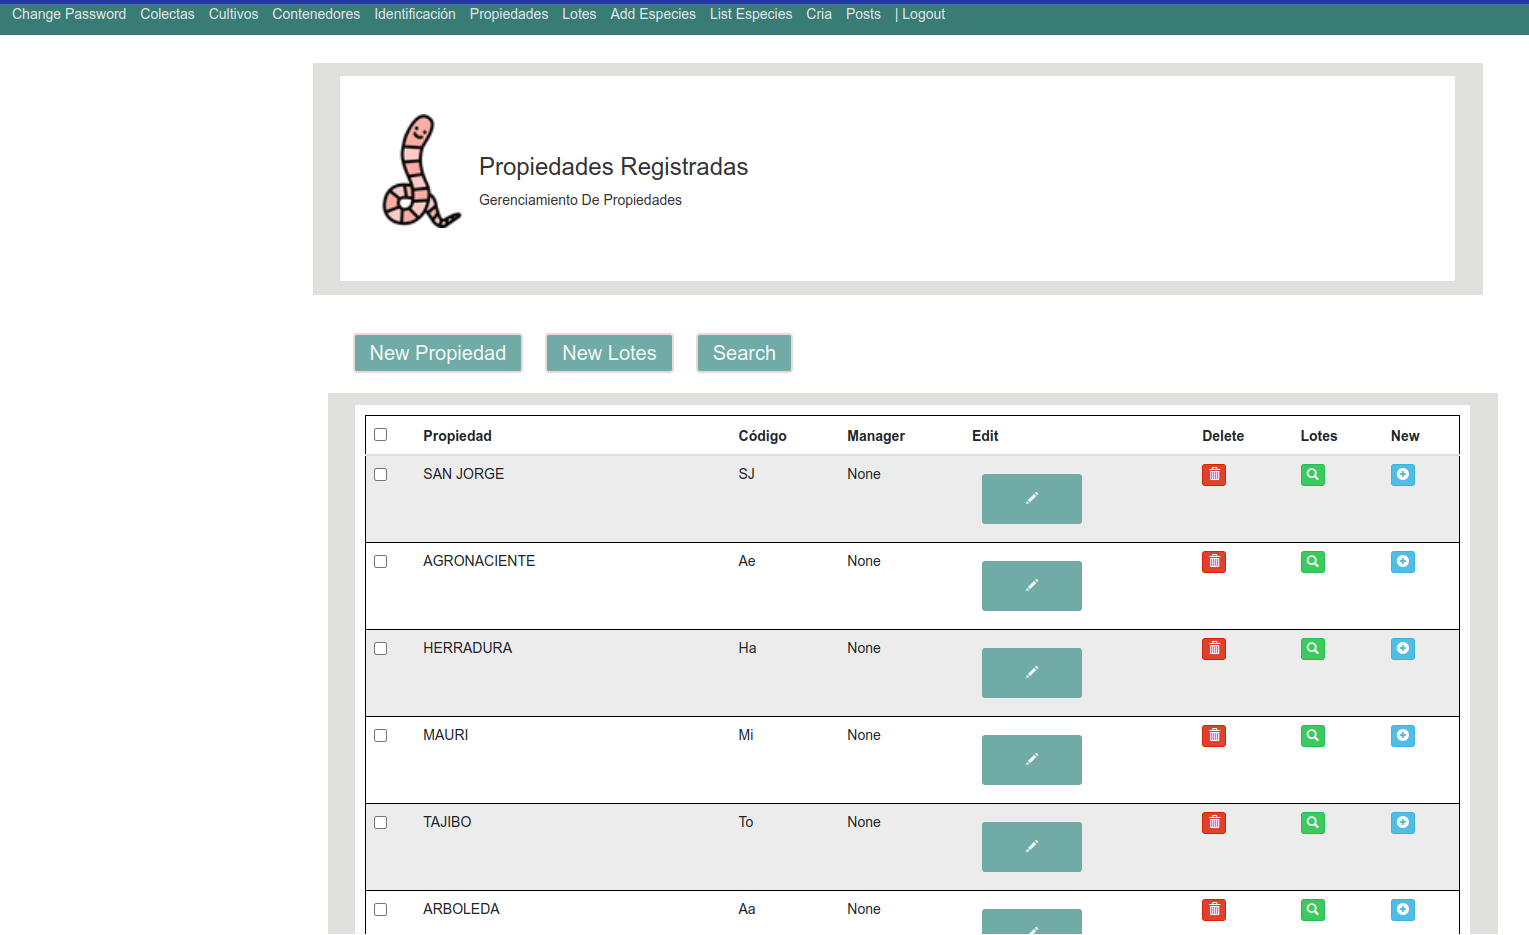 Change Password Colectas Cultivos Contenedores Identificación Propiedades Lotes Add Especies List Especies Cria Posts | Logout
Propiedades Registradas
Gerenciamiento De Propiedades
New Propiedad New Lotes Search
Propiedad Código Manager Edit Delete Lotes New
SAN JORGE SJ None
AGRONACIENTE Ae None
HERRADURA Ha None
MAURI Mi None
TAJIBO To None
ARBOLEDA Aa None